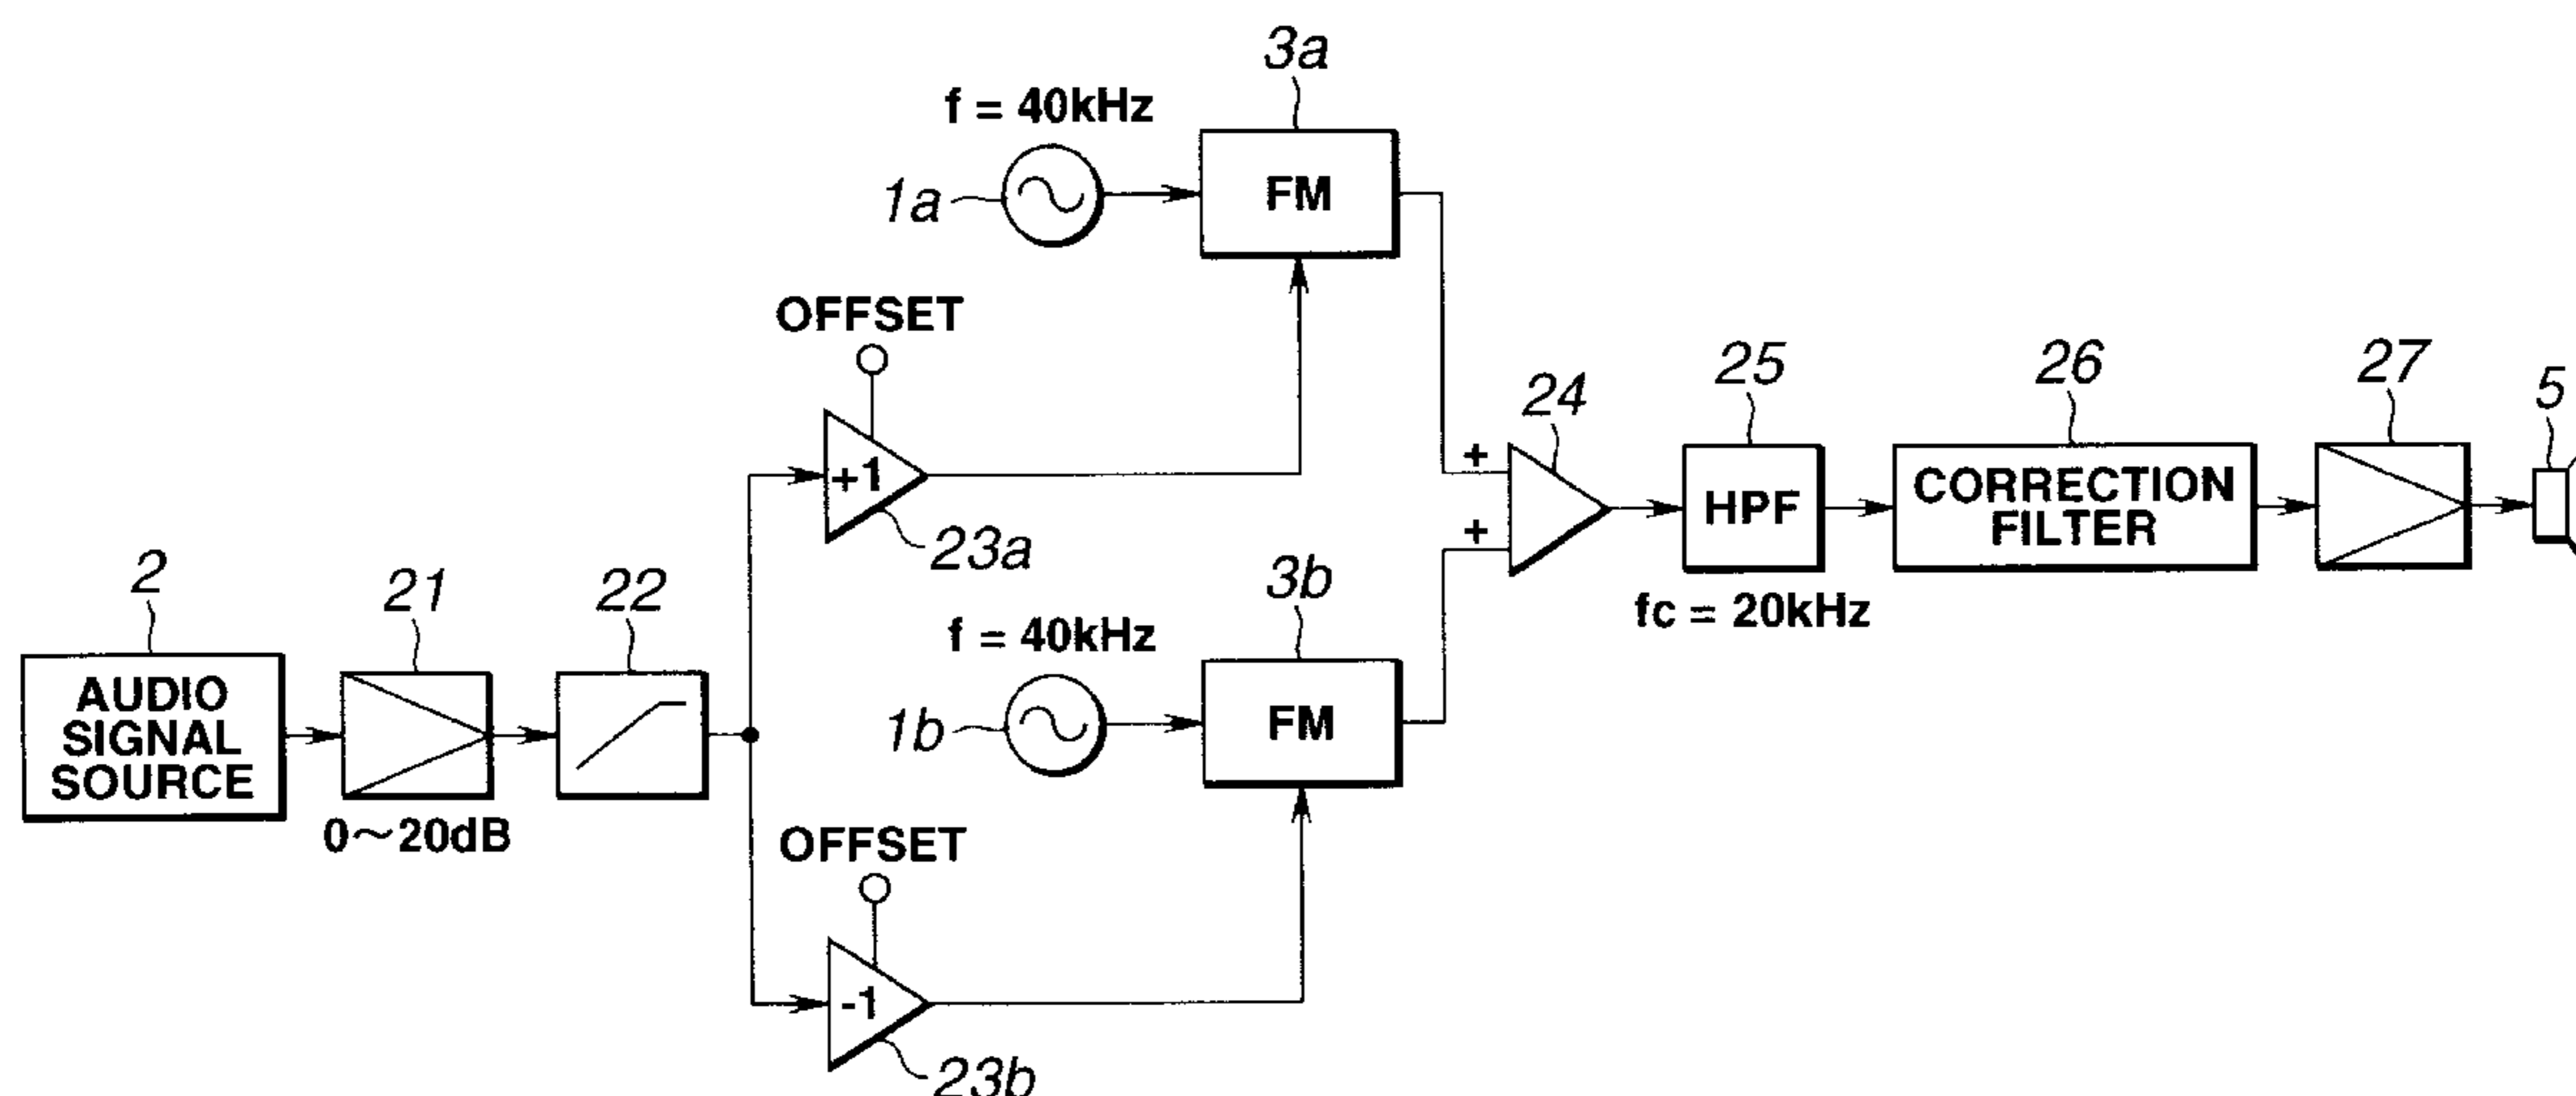 3a
f = 40kHz
1a
FM
OFFSET
+1
23a
24
+
+
25
HPF
fc = 20kHz
26
CORRECTION
FILTER
27
5
2
AUDIO
SIGNAL
SOURCE
21
0~20dB
22
3b
f = 40kHz
1b
FM
OFFSET
-1
23b